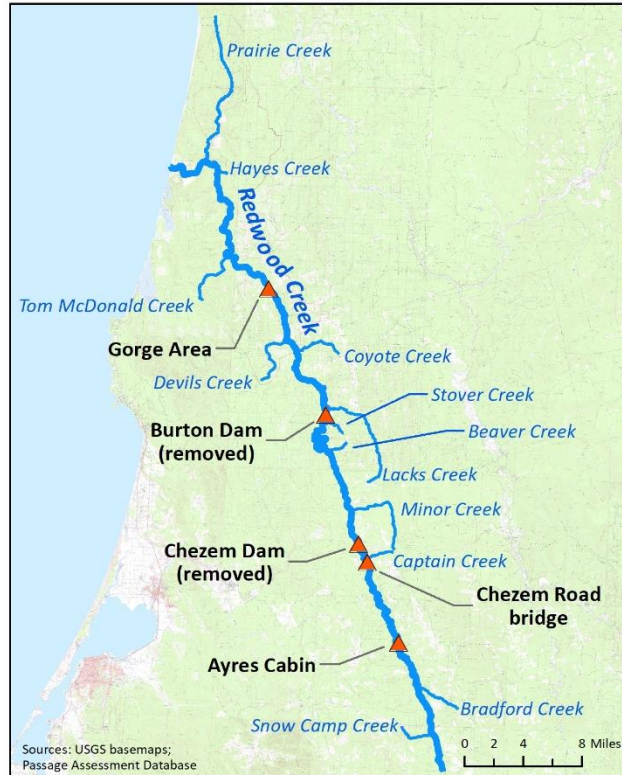 Prairie Creek
Hayes Creek
Redwood Creek
Tom McDonald Creek
Gorge Area
Coyote Creek
Devils Creek
Stover Creek
Burton Dam
(removed)
Beaver Creek
Lacks Creek
Minor Creek
Chezem Dam
(removed)
Captain Creek
Chezem Road
bridge
Ayres Cabin
Bradford Creek
Snow Camp Creek
Sources: USGS basemaps;
Passage Assessment Database
0 4 8 Miles